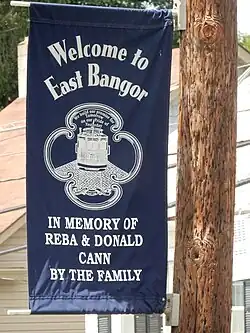 Welcome to
East Bangor
IN MEMORY OF
REBA & DONALD
CANN
BY THE FAMILY